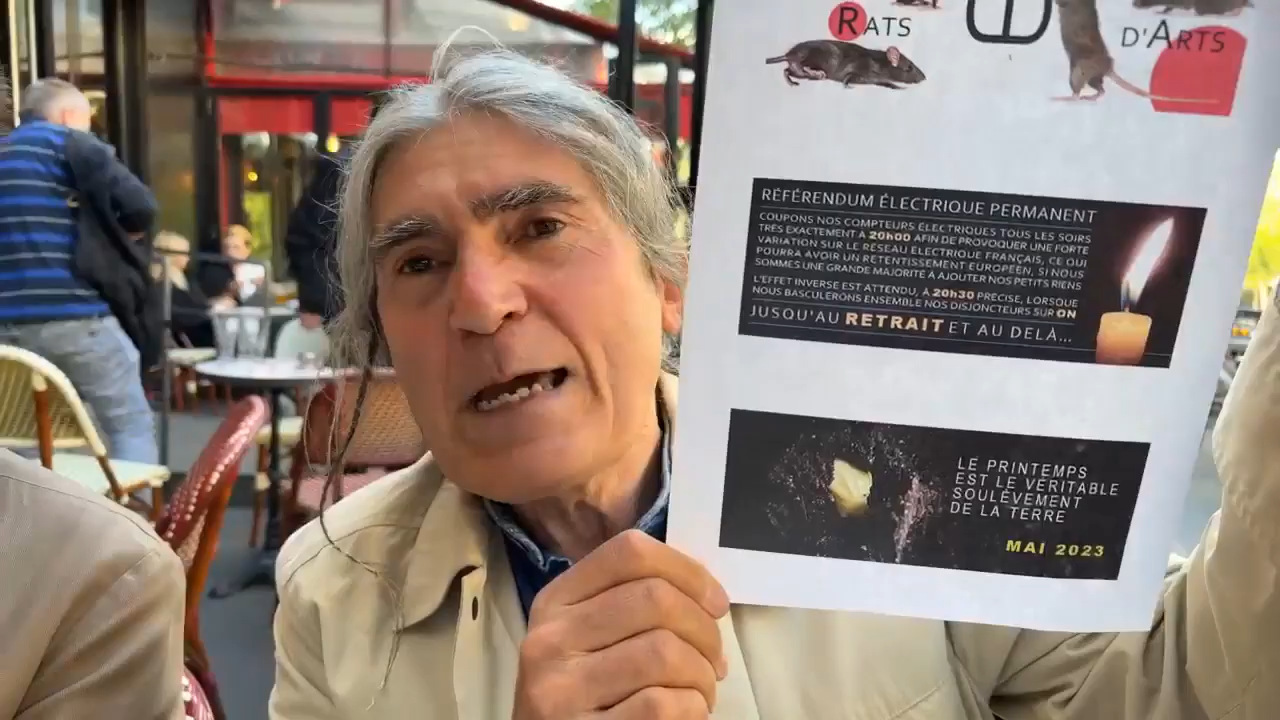 RATS
D'ARTS
RÉFÉRENDUM ÉLECTRIQUE PERMANENT
COUPONS NOS COMPTEURS ÉLECTRIQUES TOUS LES SOIRS
TRÈS EXACTEMENT À 20h00 AFIN DE PROVOQUER UNE FORTE
VARIATION SUR LE RÉSEAU ÉLECTRIQUE FRANÇAIS, CE QUI
POURRA AVOIR UN RETENTISSEMENT EUROPÉEN, SI NOUS
SOMMES UNE GRANDE MAJORITÉ À AJOUTER NOS PETITS RIENS
L'EFFET INVERSE EST ATTENDU, À 20h30 PRÉCISE, LORSQUE
NOUS BASCULERONS ENSEMBLE NOS DISJONCTEURS SUR ON
JUSQU'AU RETRAIT ET AU DELÀ...
LE PRINTEMPS
EST LE VÉRITABLE
SOULÈVEMENT
DE LA TERRE
MAI 2023